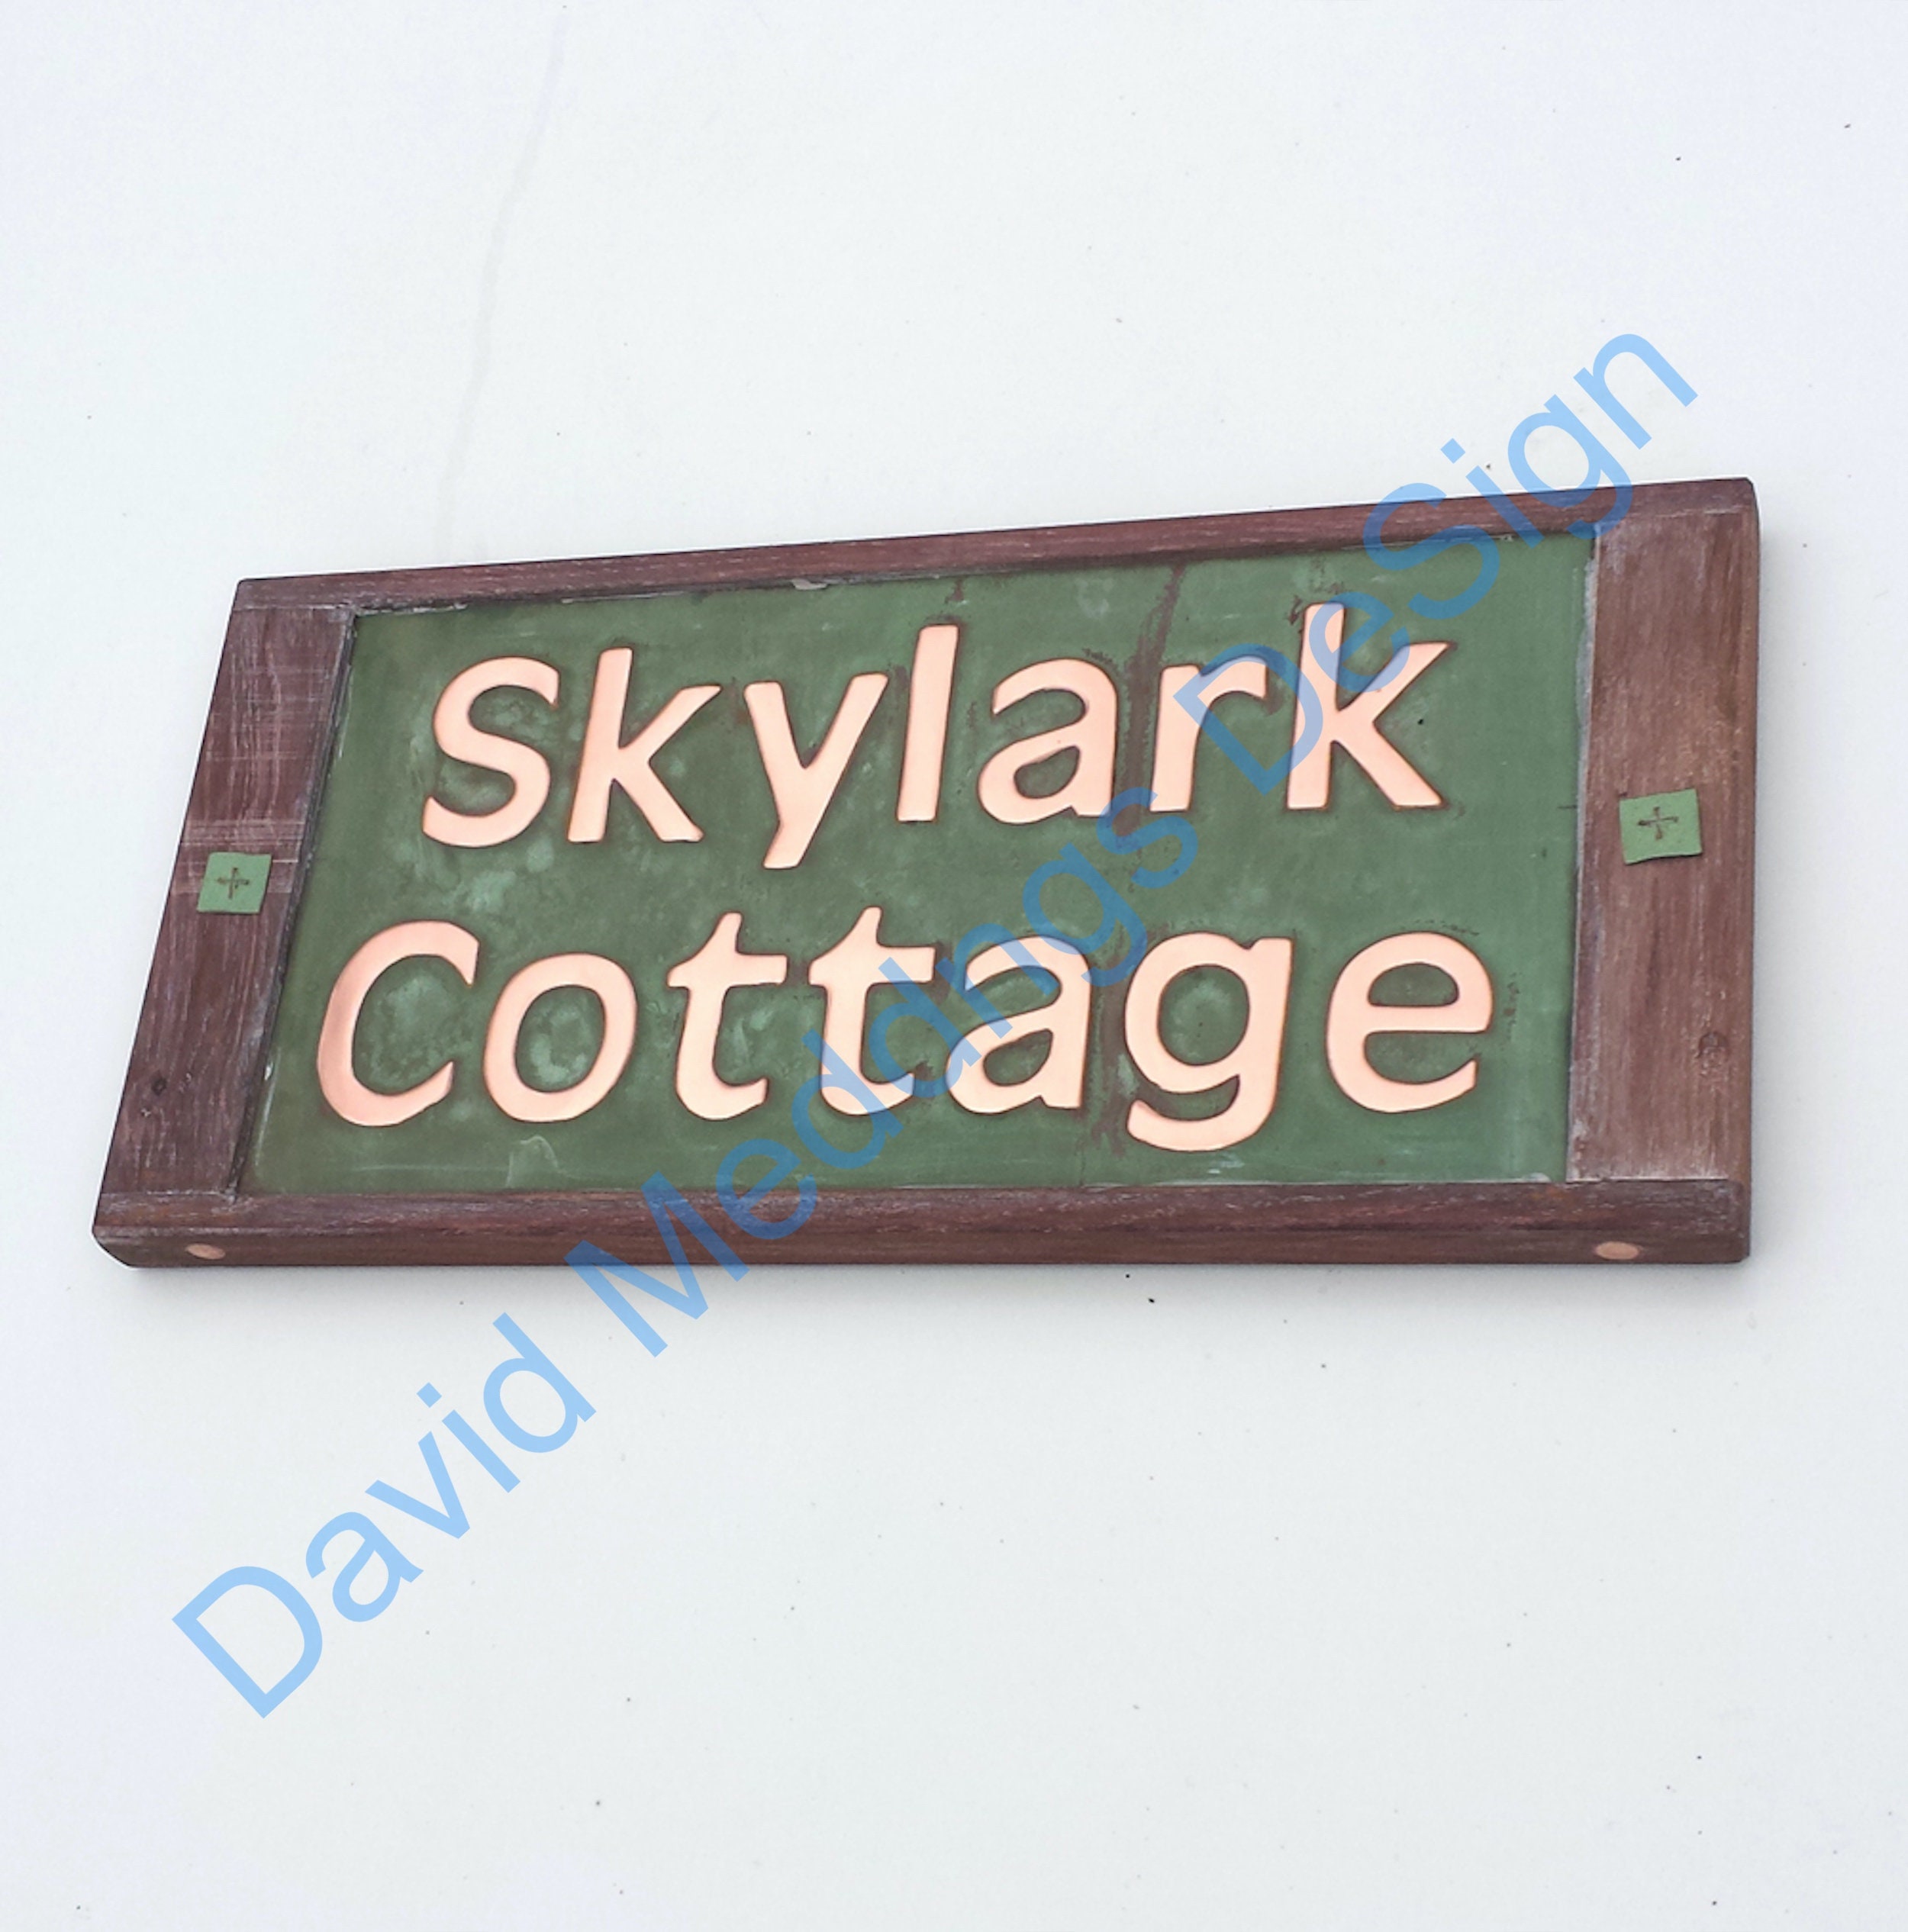 Skylark
Cottage
David Meddings DeSign